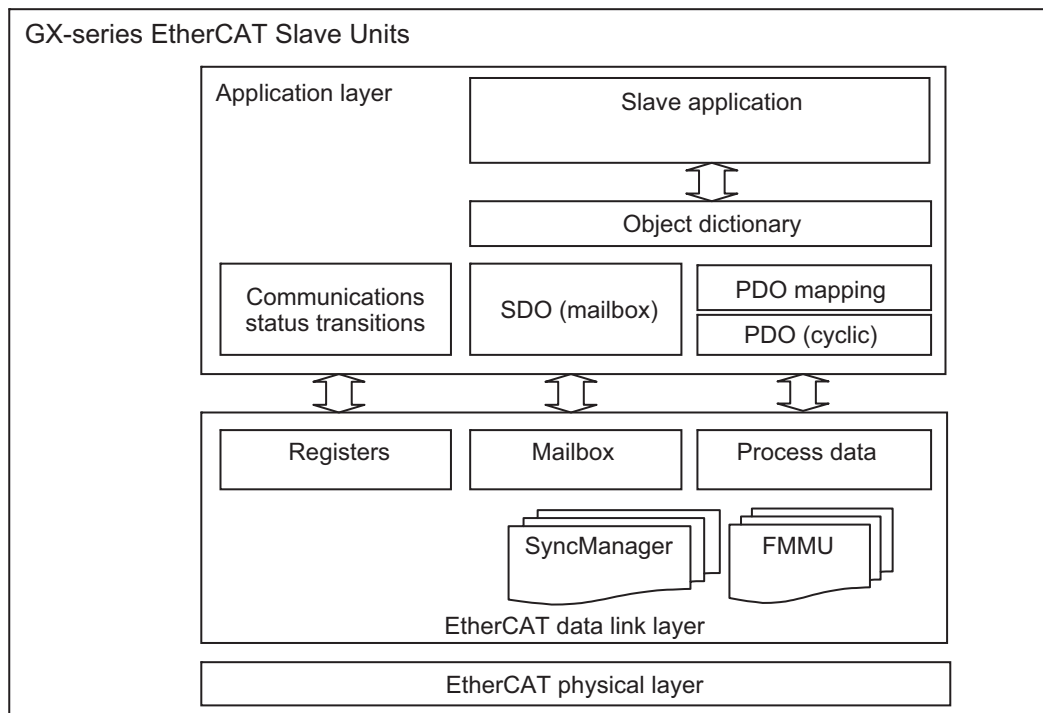 GX-series EtherCAT Slave Units
Application layer
Slave application
Object dictionary
Communications
status transitions
SDO (mailbox)
PDO mapping
PDO (cyclic)
Registers
Mailbox
Process data
SyncManager
FMMU
EtherCAT data link layer
EtherCAT physical layer